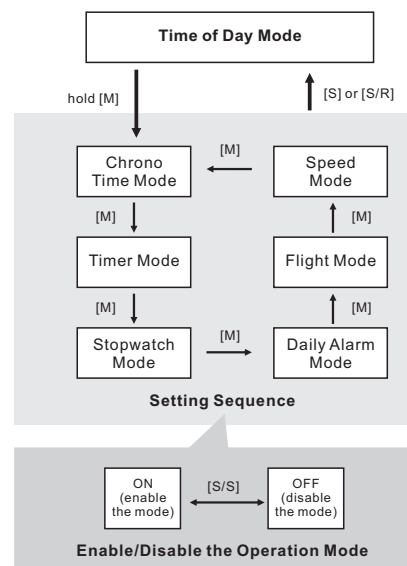 Time of Day Mode
hold [M]
[S] or [S/R]
Chrono
Time Mode
[M]
Speed
Mode
[M]
[M]
Timer Mode
Flight Mode
[M]
[M]
Stopwatch
Mode
[M]
Daily Alarm
Mode
Setting Sequence
ON
(enable
the mode)
[S/S]
OFF
(disable
the mode)
Enable/Disable the Operation Mode